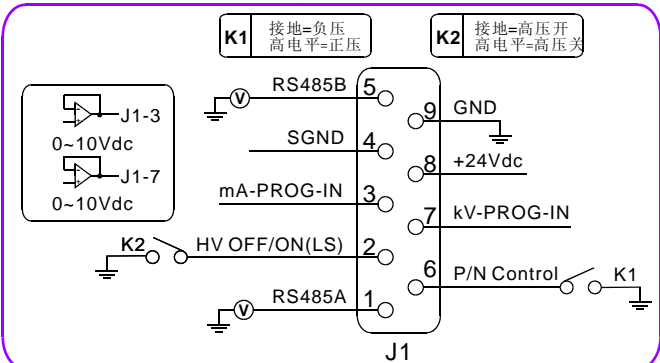 K1
接地=负压
高电平=正压
K2
接地=高压开
高电平=高压关
J1-3
0~10Vdc
J1-7
0~10Vdc
V
RS485B
5
SGND
4
mA-PROG-IN
3
K2
HV OFF/ON(LS)
2
V
RS485A
1
9
GND
8
+24Vdc
7
kV-PROG-IN
6
P/N Control
K1
J1